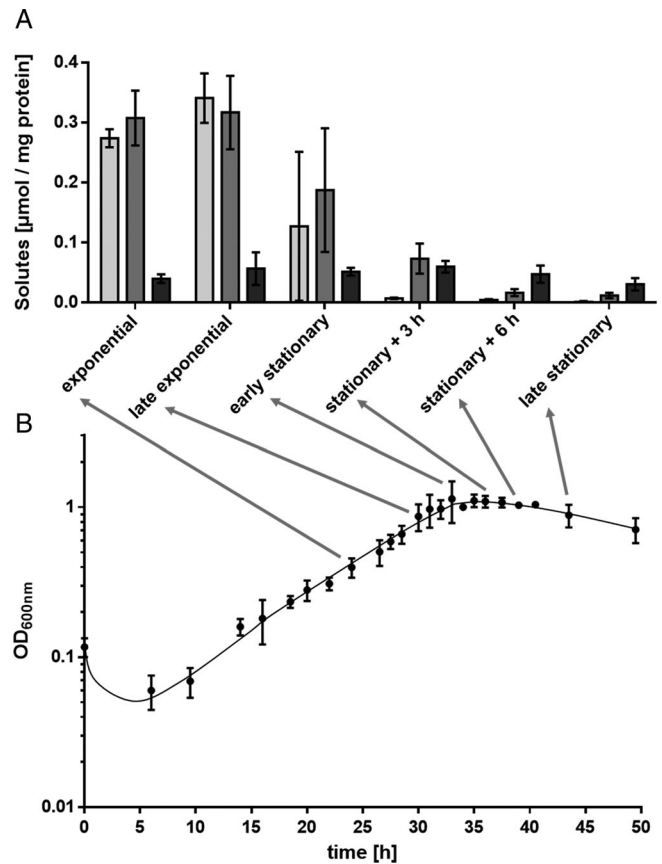 A
Solutes [µmol / mg protein]
0.4
0.3
0.2
0.1
0.0
exponential
late exponential
early stationary
stationary + 3 h
stationary + 6 h
late stationary
B
OD600nm
1
0.1
0.01
0 5 10 15 20 25 30 35 40 45 50
time [h]